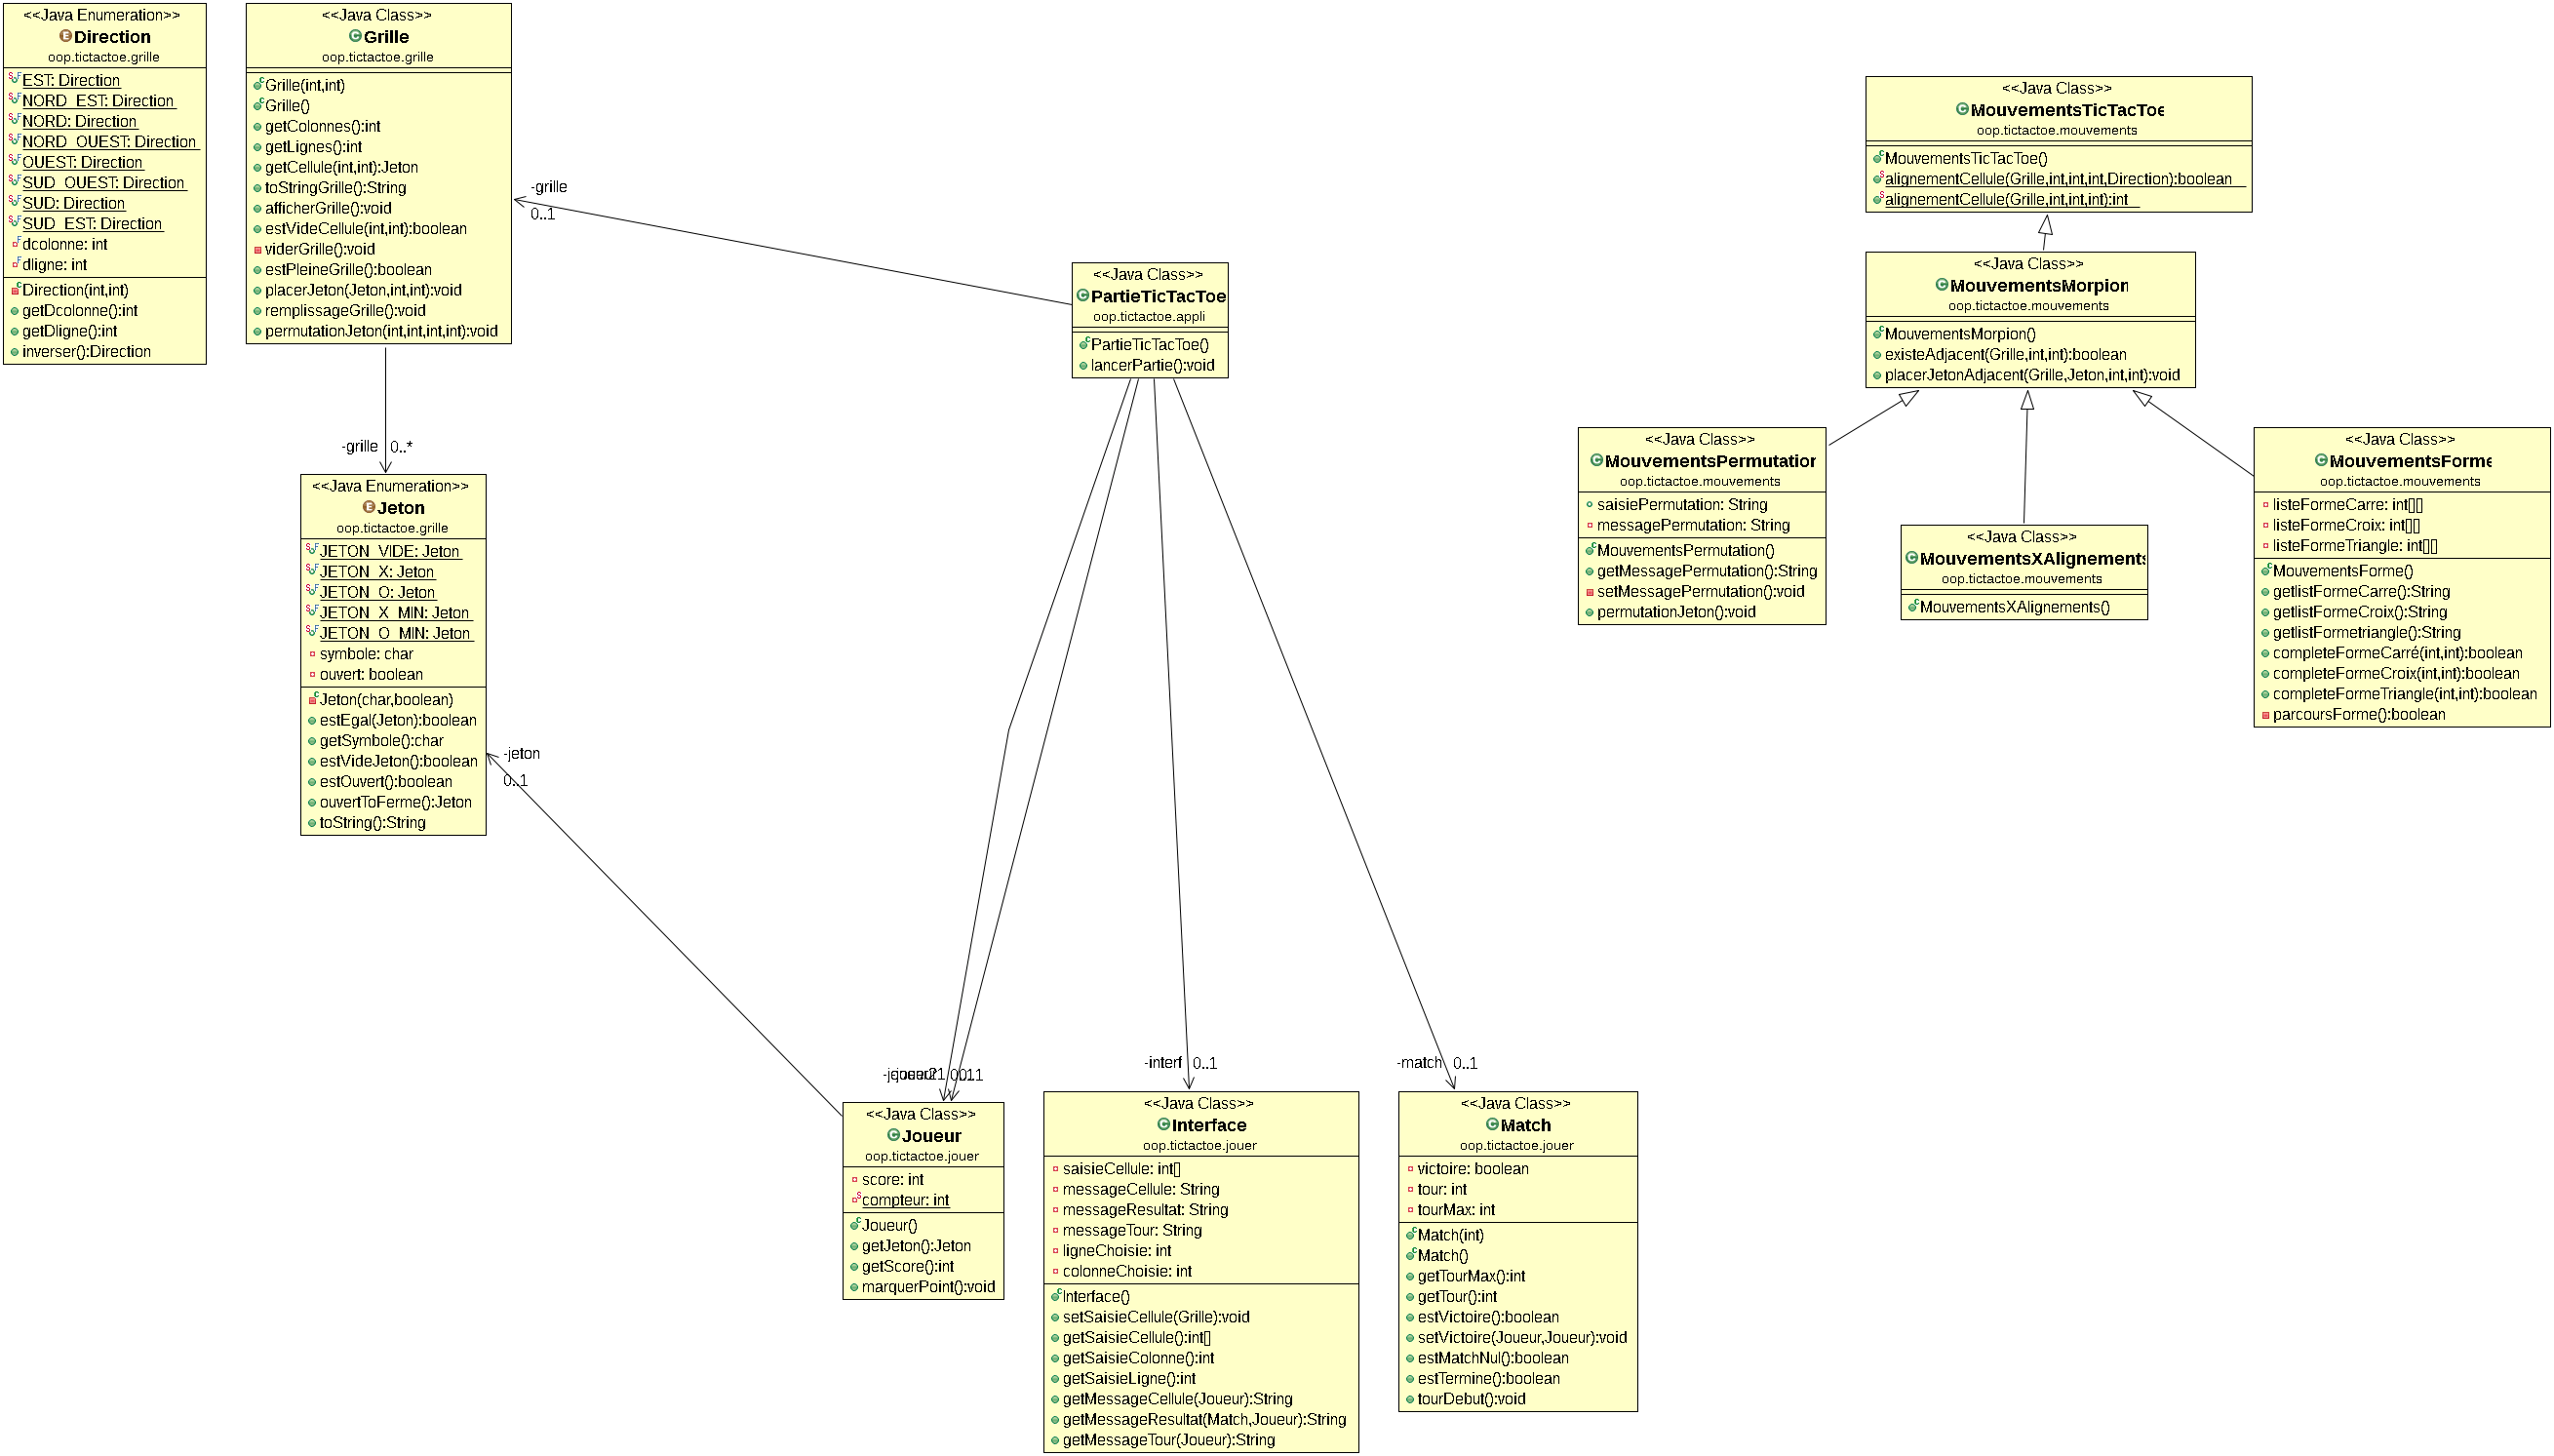 <<Java Enumeration>>
Direction
oop.tictactoe.grille
EST: Direction
NORD_EST: Direction
NORD: Direction
NORD_OUEST: Direction
OUEST: Direction
SUD_OUEST: Direction
SUD: Direction
SUD_EST: Direction
dcolonne: int
dligne: int
Direction(int,int)
getDcolonne():int
getDligne():int
inverser():Direction
<<Java Class>>
Grille
oop.tictactoe.grille
Grille(int,int)
Grille()
getColonnes():int
getLignes():int
getCellule(int,int):Jeton
toStringGrille():String
afficherGrille():void
estVideCellule(int,int):boolean
viderGrille():void
estPleineGrille():boolean
placerJeton(Jeton,int,int):void
remplissageGrille():void
permutationJeton(int,int,int,int):void
-grille
0..1
-grille 0..*
<<Java Enumeration>>
Jeton
oop.tictactoe.grille
JETON_VIDE: Jeton
JETON_X: Jeton
JETON_O: Jeton
JETON_X_MIN: Jeton
JETON_O_MIN: Jeton
symbole: char
ouvert: boolean
Jeton(char,boolean)
estEgal(Jeton):boolean
getSymbole():char
estVideJeton():boolean
estOuvert():boolean
ouvertToFerme():Jeton
toString():String
-jeton
0..1
<<Java Class>>
PartieTicTacToe
oop.tictactoe.appli
PartieTicTacToe()
lancerPartie():void
<<Java Class>>
Joueur
oop.tictactoe.jouer
score: int
compteur: int
Joueur()
getJeton():Jeton
getScore():int
marquerPoint():void
-interf 0..1
<<Java Class>>
Interface
oop.tictactoe.jouer
saisieCellule: int[]
messageCellule: String
messageResultat: String
messageTour: String
ligneChoisie: int
colonneChoisie: int
Interface()
setSaisieCellule(Grille):void
getSaisieCellule():int[]
getSaisieColonne():int
getSaisieLigne():int
getMessageCellule(Joueur):String
getMessageResultat(Match,Joueur):String
getMessageTour(Joueur):String
-match 0..1
<<Java Class>>
Match
oop.tictactoe.jouer
victoire: boolean
tour: int
tourMax: int
Match(int)
Match()
getTourMax():int
getTour():int
estVictoire():boolean
setVictoire(Joueur,Joueur):void
estMatchNul():boolean
estTermine():boolean
tourDebut():void
<<Java Class>>
MouvementsTicTacToe
oop.tictactoe.mouvements
MouvementsTicTacToe()
alignementCellule(Grille,int,int,int,Direction):boolean
alignementCellule(Grille,int,int,int):int
<<Java Class>>
MouvementsMorpion
oop.tictactoe.mouvements
MouvementsMorpion()
existeAdjacent(Grille,int,int):boolean
placerJetonAdjacent(Grille,Jeton,int,int):void
<<Java Class>>
MouvementsPermutation
oop.tictactoe.mouvements
saisiePermutation: String
messagePermutation: String
MouvementsPermutation()
getMessagePermutation():String
setMessagePermutation():void
permutationJeton():void
<<Java Class>>
MouvementsXAlignements
oop.tictactoe.mouvements
MouvementsXAlignements()
<<Java Class>>
MouvementsForme
oop.tictactoe.mouvements
listeFormeCarre: int[][]
listeFormeCroix: int[][]
listeFormeTriangle: int[][]
MouvementsForme()
getlistFormeCarre():String
getlistFormeCroix():String
getlistFormetriangle():String
completeFormeCarré(int,int):boolean
completeFormeCroix(int,int):boolean
completeFormeTriangle(int,int):boolean
parcoursForme():boolean